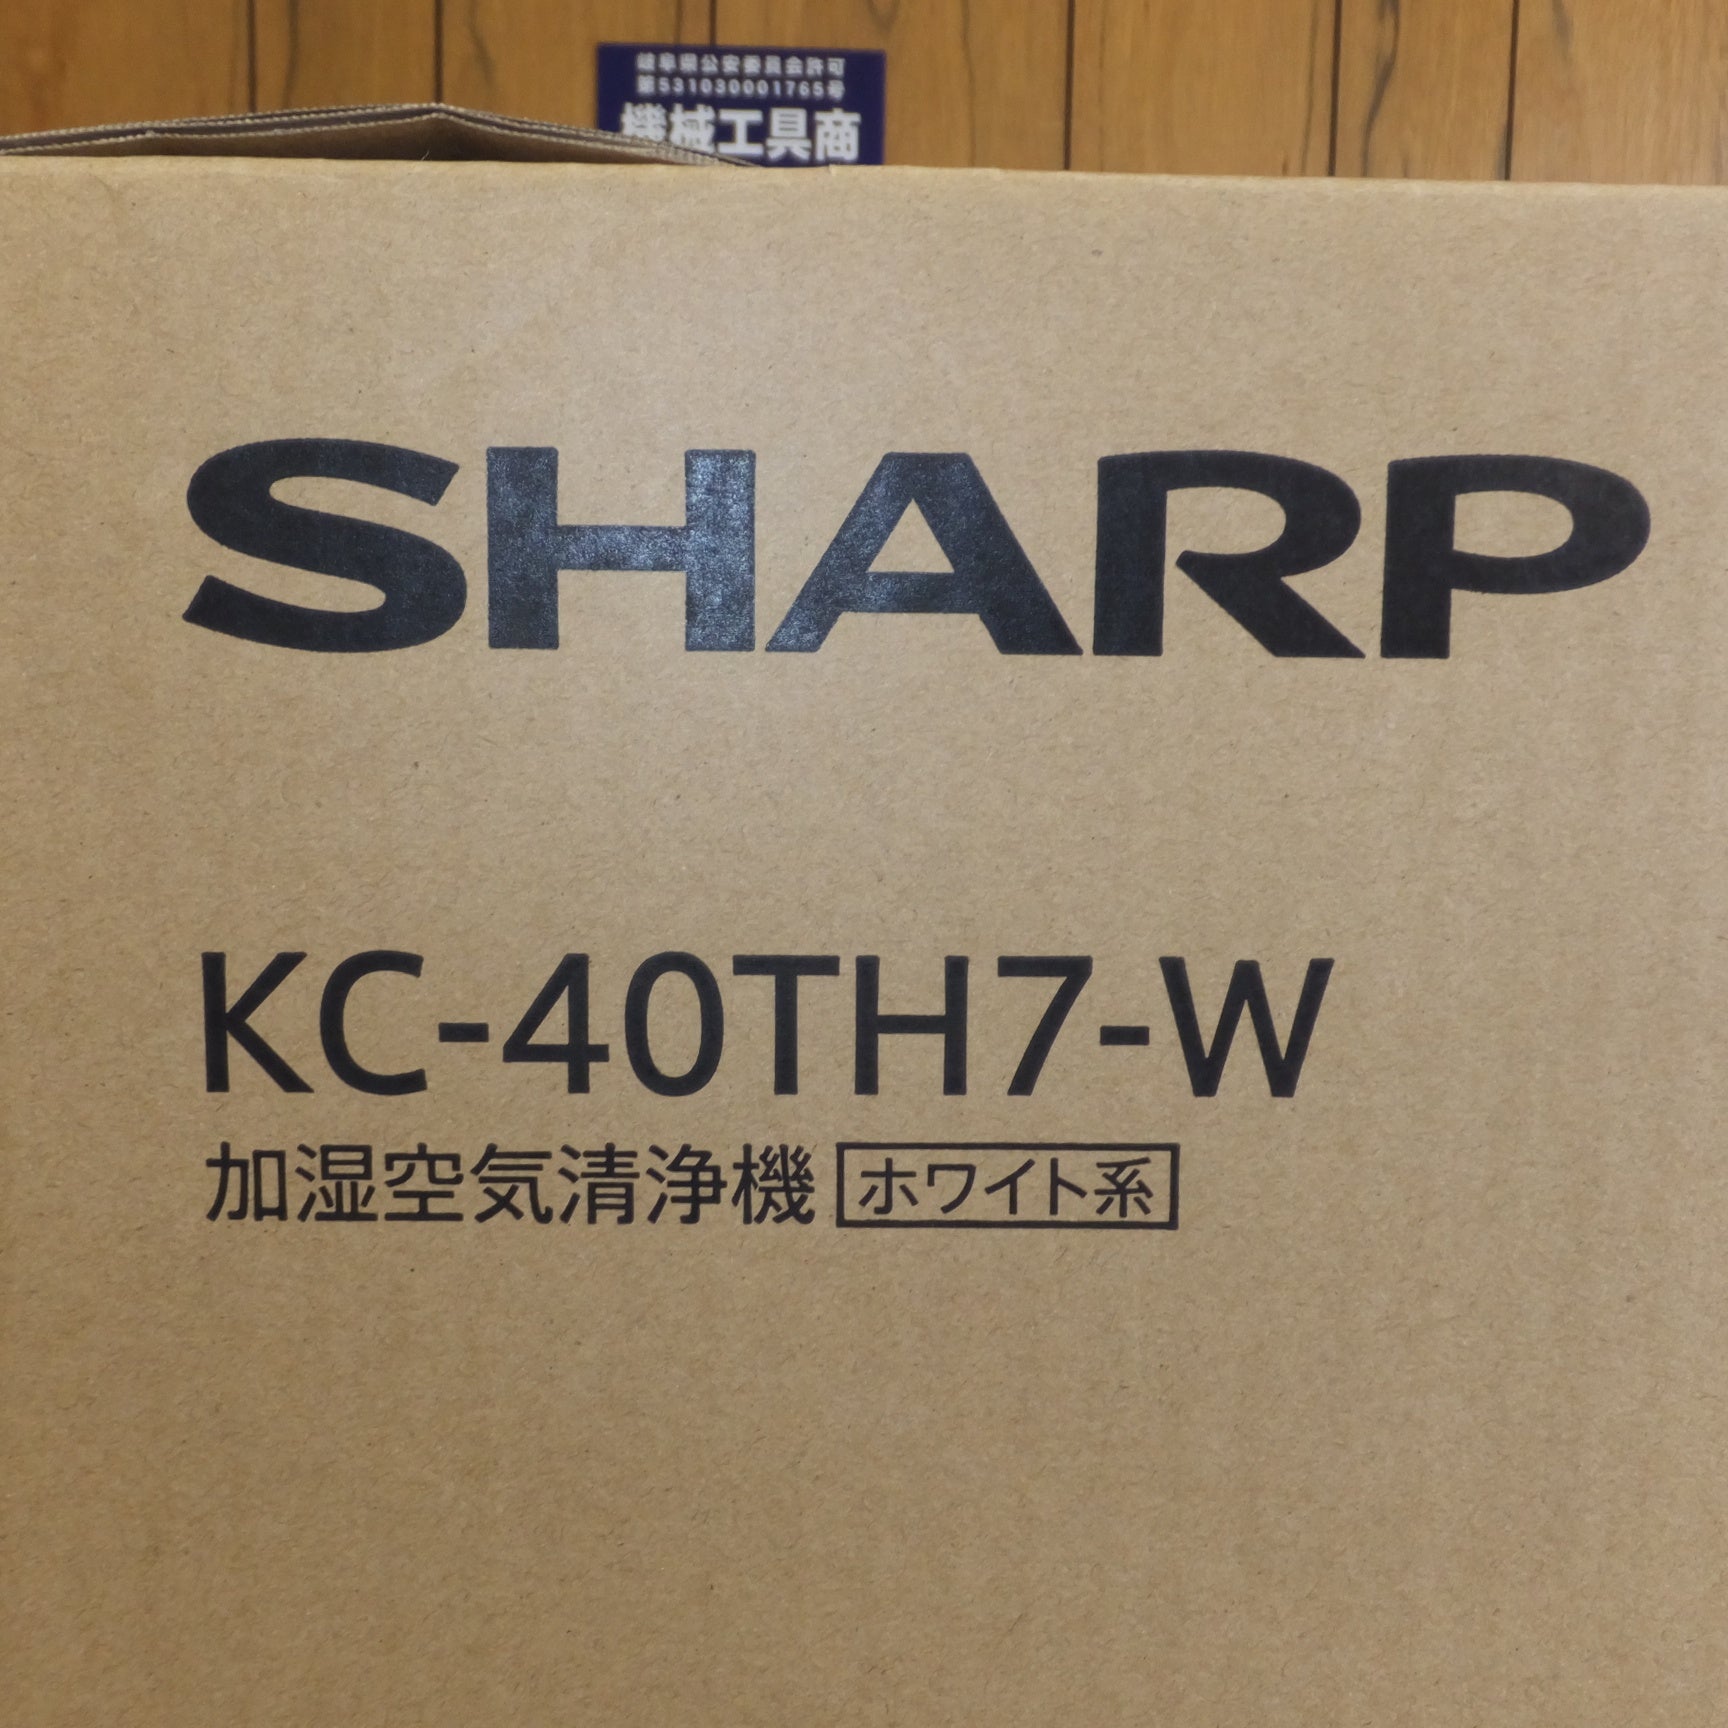 岐阜県公安委員会許可
第531030001765号
機械工具商
SHARP
KC-40TH7-W
加湿空気清浄機 ホワイト系